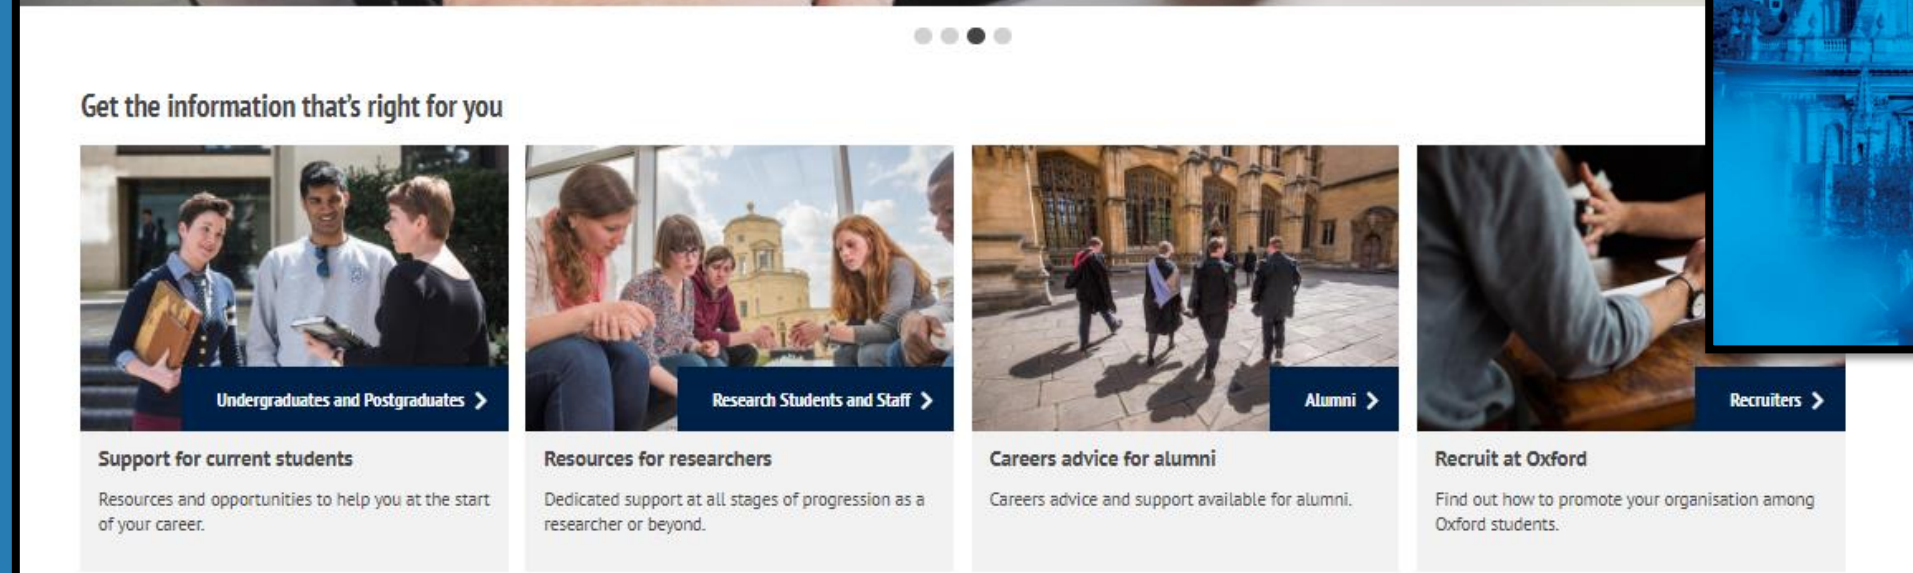 Get the information that's right for you
Undergraduates and Postgraduates
Research Students and Staff
Alumni
Recruiters
Support for current students
Resources and opportunities to help you at the start
of your career.
Resources for researchers
Dedicated support at all stages of progression as a
researcher or beyond.
Careers advice for alumni
Careers advice and support available for alumni.
Recruit at Oxford
Find out how to promote your organisation among
Oxford students.